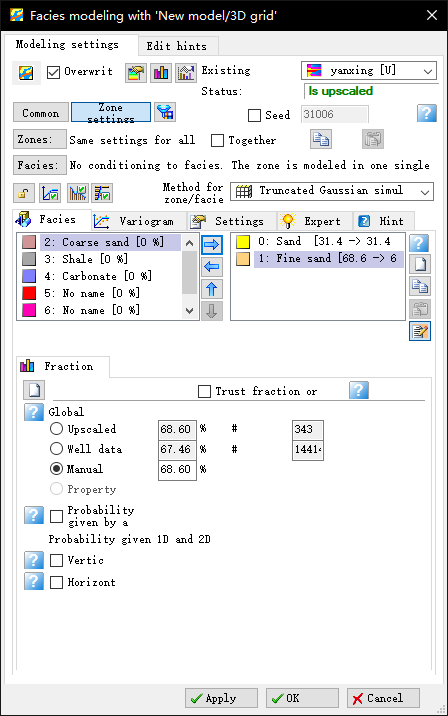 Facies modeling with 'New model/3D grid'
Modeling settings
Edit hints
Overwrit
Existing
yanxing [U]
Status:
Is upscaled
Common
Zone settings
Seed
31006
Zones:
Same settings for all
Together
Facies:
No conditioning to facies. The zone is modeled in one single
Method for zone/facie
Truncated Gaussian simul
Facies
Variogram
Settings
Expert
Hint
2: Coarse sand [0 %]
3: Shale [0 %]
4: Carbonate [0 %]
5: No name [0 %]
6: No name [0 %]
0: Sand [31.4 -> 31.4
1: Fine sand [68.6 -> 6
Fraction
Trust fraction or
Global
Upscaled 68.60 % # 343
Well data 67.46 % # 1441
Manual 68.60 %
Property
Probability
given by a
Probability given 1D and 2D
Vertic
Horizont
Apply
OK
Cancel